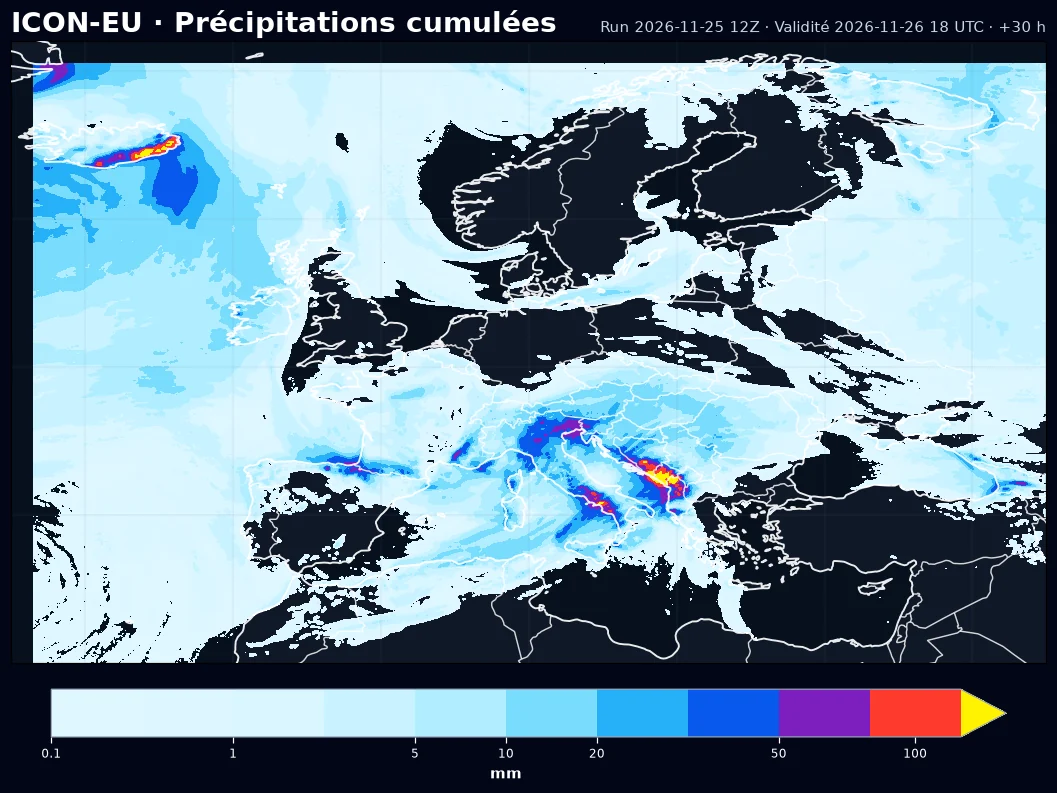 ICON-EU · Précipitations cumulées
Run 2026-11-25 12Z · Validité 2026-11-26 18 UTC · +30 h
0.1 1 5 10 20 50 100
mm